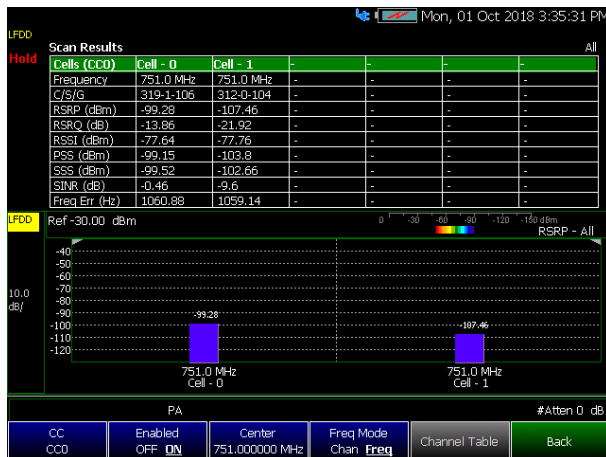 Mon, 01 Oct 2018 3:35:31 PM
LFDD
Hold
Scan Results All
Cells (CC0) Cell - 0 Cell - 1 - - - -
Frequency 751.0 MHz 751.0 MHz - - - -
C/S/G 319-1-106 312-0-104 - - - -
RSRP (dBm) -99.28 -107.46 - - - -
RSRQ (dB) -13.86 -21.92 - - - -
RSSI (dBm) -77.64 -77.76 - - - -
PSS (dBm) -99.15 -103.8 - - - -
SSS (dBm) -99.52 -102.66 - - - -
SINR (dB) -0.46 -9.6 - - - -
Freq Err (Hz) 1060.88 1059.14 - - - -
LFDD Ref -30.00 dBm 0 -30 -60 -90 -120 -150 dBm
RSRP - All
10.0
dB/
-40
-50
-60
-70
-80
-90
-100
-110
-120
-99.28 -107.46
751.0 MHz 751.0 MHz
Cell - 0 Cell - 1
PA #Atten 0 dB
CC Enabled Center Freq Mode Channel Table Back
CC0 OFF ON 751.000000 MHz Chan Freq